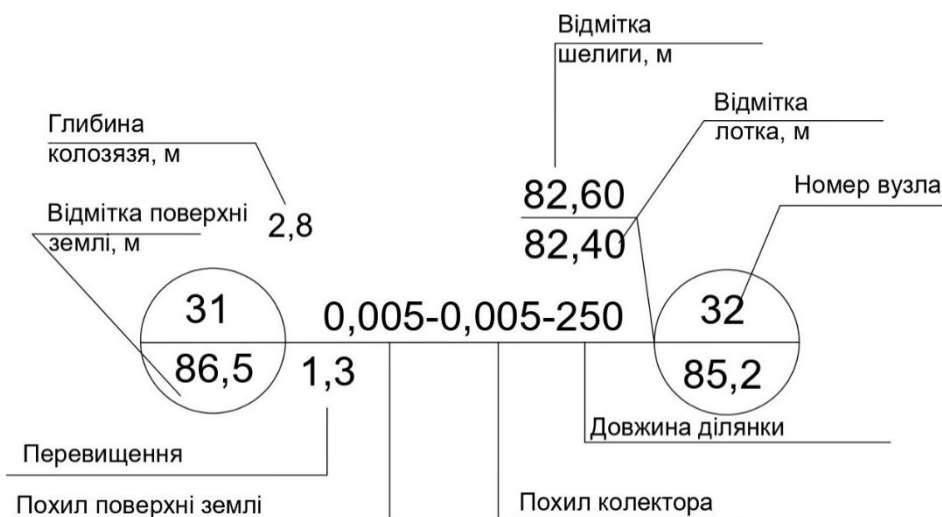 Відмітка
шелиги, м
Відмітка
лотка, м
Глибина
колозязя, м
82,60
Номер вузла
Відмітка поверхні
землі, м
2,8
82,40
31
0,005-0,005-250
32
86,5
1,3
85,2
Довжина ділянки
Перевищення
Похил поверхні землі
Похил колектора